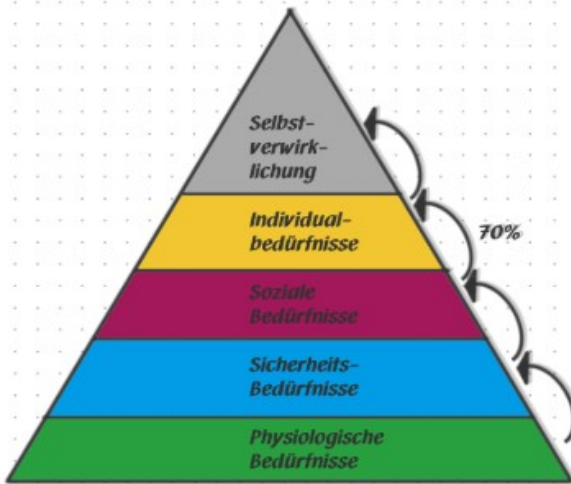 Selbst-
verwirk-
lichung
Individual-
bedürfnisse
70%
Soziale
Bedürfnisse
Sicherheits-
Bedürfnisse
Physiologische
Bedürfnisse